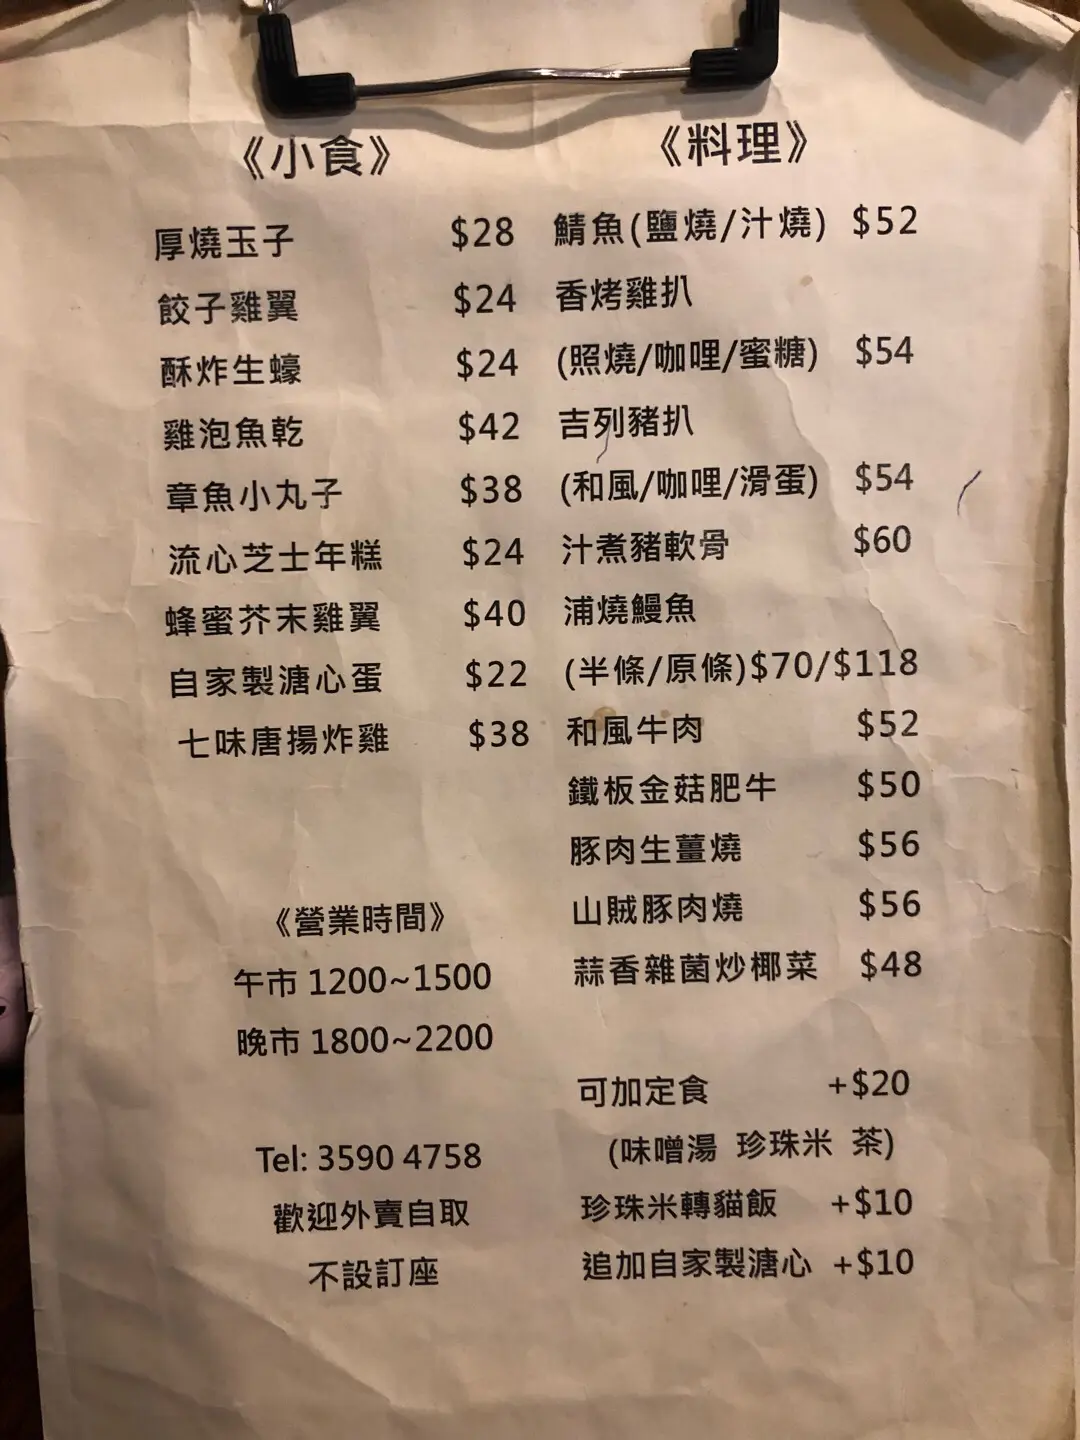 《小食》
厚燒玉子 $28
餃子雞翼 $24
酥炸生蠔 $24
雞泡魚乾 $42
章魚小丸子 $38
流心芝士年糕 $24
蜂蜜芥末雞翼 $40
自家製溏心蛋 $22
七味唐揚炸雞 $38
《營業時間》
午市 1200~1500
晚市 1800~2200
Tel: 3590 4758
歡迎外賣自取
不設訂座
《料理》
鯖魚(鹽燒/汁燒) $52
香烤雞扒
(照燒/咖哩/蜜糖) $54
吉列豬扒
(和風/咖哩/滑蛋) $54
汁煮豬軟骨 $60
浦燒鰻魚
(半條/原條)$70/$118
和風牛肉 $52
鐵板金菇肥牛 $50
豚肉生薑燒 $56
山賊豚肉燒 $56
蒜香雜菌炒椰菜 $48
可加定食 +$20
(味噌湯 珍珠米 茶)
珍珠米轉貓飯 +$10
追加自家製溏心 +$10